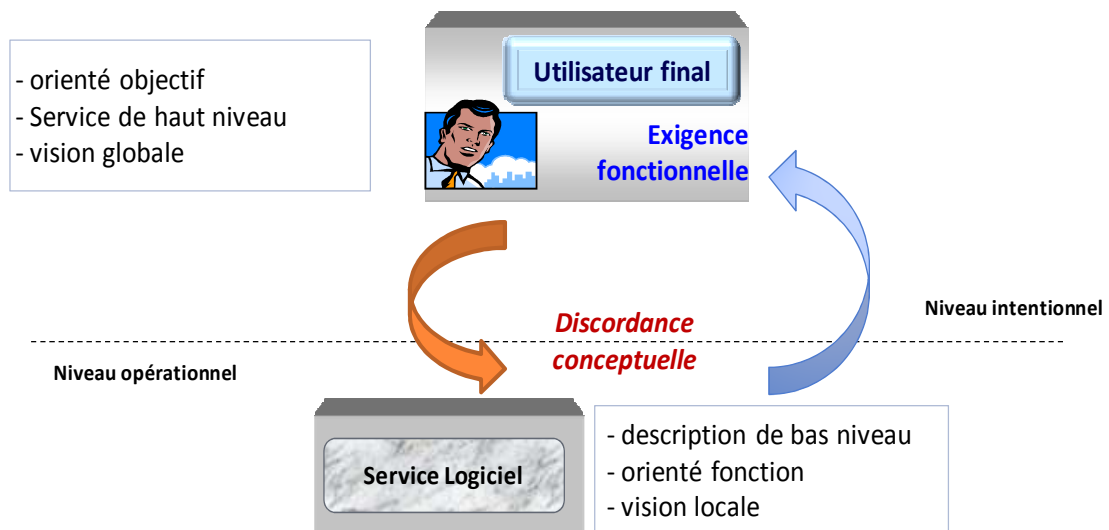 - orienté objectif
- Service de haut niveau
- vision globale
Utilisateur final
Exigence
fonctionnelle
Niveau intentionnel
Discordance
conceptuelle
Niveau opérationnel
Service Logiciel
- description de bas niveau
- orienté fonction
- vision locale